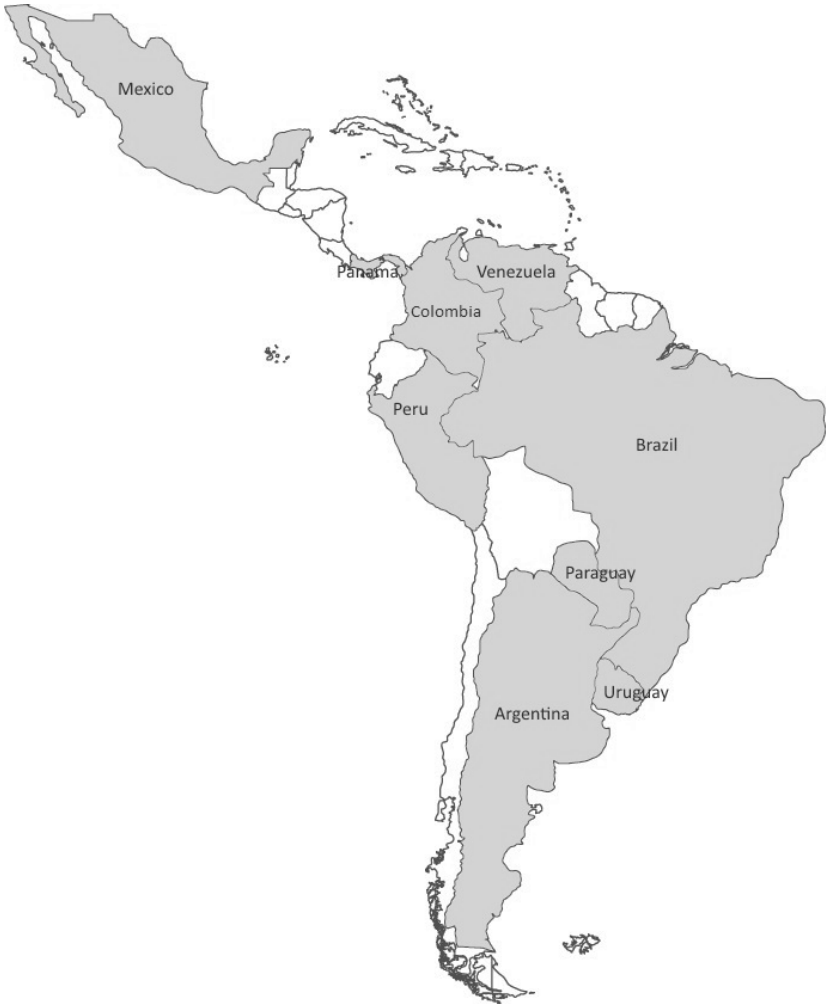 Mexico
Panama
Venezuela
Colombia
Peru
Brazil
Paraguay
Uruguay
Argentina